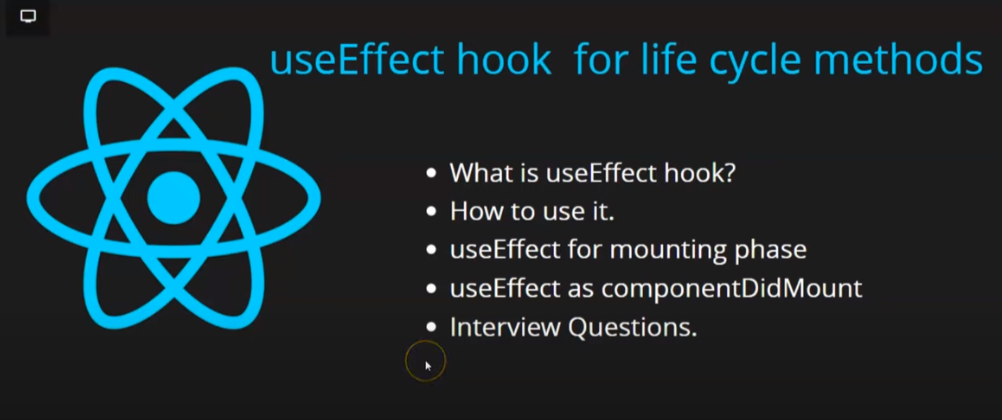 useEffect hook for life cycle methods
• What is useEffect hook?
• How to use it.
• useEffect for mounting phase
• useEffect as componentDidMount
• Interview Questions.